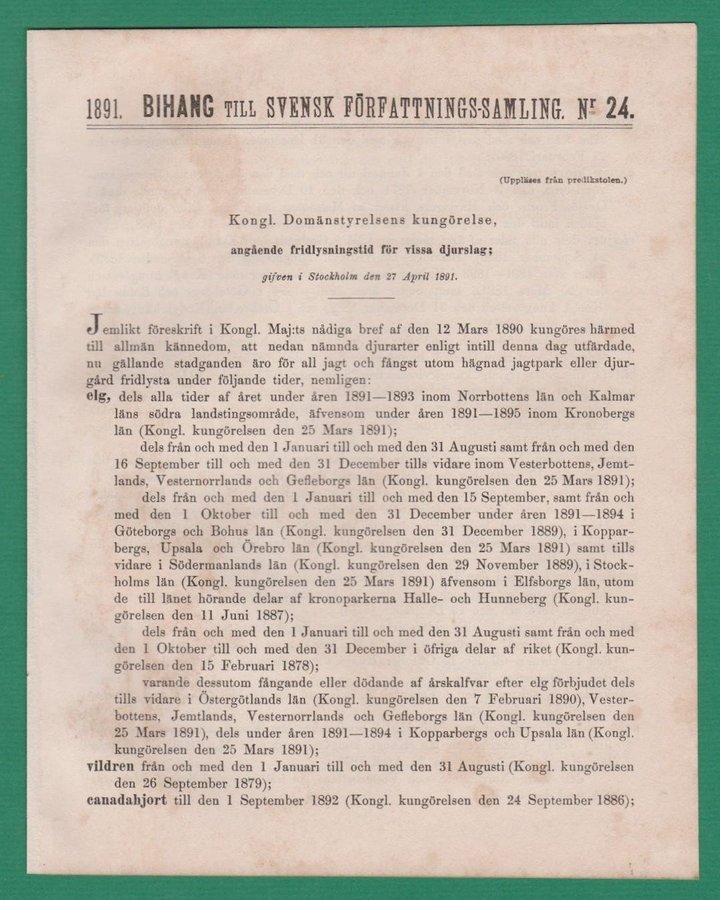 1891. BIHANG TILL SVENSK FÖRFATTNINGS-SAMLING. Nr 24.
(Uppläses från predikstolen.)
Kongl. Domänstyrelsens kungörelse,
angående fridlysningstid för vissa djurslag;
gifven i Stockholm den 27 April 1891.
Jemlikt föreskrift i Kongl. Maj:ts nådiga bref af den 12 Mars 1890 kungöres härmed
till allmän kännedom, att nedan nämnda djurarter enligt intill denna dag utfärdade,
nu gällande stadganden äro för all jagt och fångst utom hägnad jagtpark eller djur-
gård fridlysta under följande tider, nemligen:
elg, dels alla tider af året under åren 1891—1893 inom Norrbottens län och Kalmar
läns södra landstingsområde, äfvensom under åren 1891—1895 inom Kronobergs
län (Kongl. kungörelsen den 25 Mars 1891);
dels från och med den 1 Januari till och med den 31 Augusti samt från och med den
16 September till och med den 31 December tills vidare inom Vesterbottens, Jemt-
lands, Vesternorrlands och Gefleborgs län (Kongl. kungörelsen den 25 Mars 1891);
dels från och med den 1 Januari till och med den 15 September, samt från och
med den 1 Oktober till och med den 31 December under åren 1891—1894 i
Göteborgs och Bohus län (Kongl. kungörelsen den 31 December 1889), i Koppar-
bergs, Upsala och Örebro län (Kongl. kungörelsen den 25 Mars 1891) samt tills
vidare i Södermanlands län (Kongl. kungörelsen den 29 November 1889), i Stock-
holms län (Kongl. kungörelsen den 25 Mars 1891) äfvensom i Elfsborgs län, utom
de till länet hörande delar af kronoparkerna Halle- och Hunneberg (Kongl. kun-
görelsen den 11 Juni 1887);
dels från och med den 1 Januari till och med den 31 Augusti samt från och med
den 1 Oktober till och med den 31 December i öfriga delar af riket (Kongl. kun-
görelsen den 15 Februari 1878);
varande dessutom fångande eller dödande af årskalfvar efter elg förbjudet dels
tills vidare i Östergötlands län (Kongl. kungörelsen den 7 Februari 1890), Vester-
bottens, Jemtlands, Vesternorrlands och Gefleborgs län (Kongl. kungörelsen den
25 Mars 1891), dels under åren 1891—1894 i Kopparbergs och Upsala län (Kongl.
kungörelsen den 25 Mars 1891);
vildren från och med den 1 Januari till och med den 31 Augusti (Kongl. kungörelsen
den 26 September 1879);
canadahjort till den 1 September 1892 (Kongl. kungörelsen den 24 September 1886);